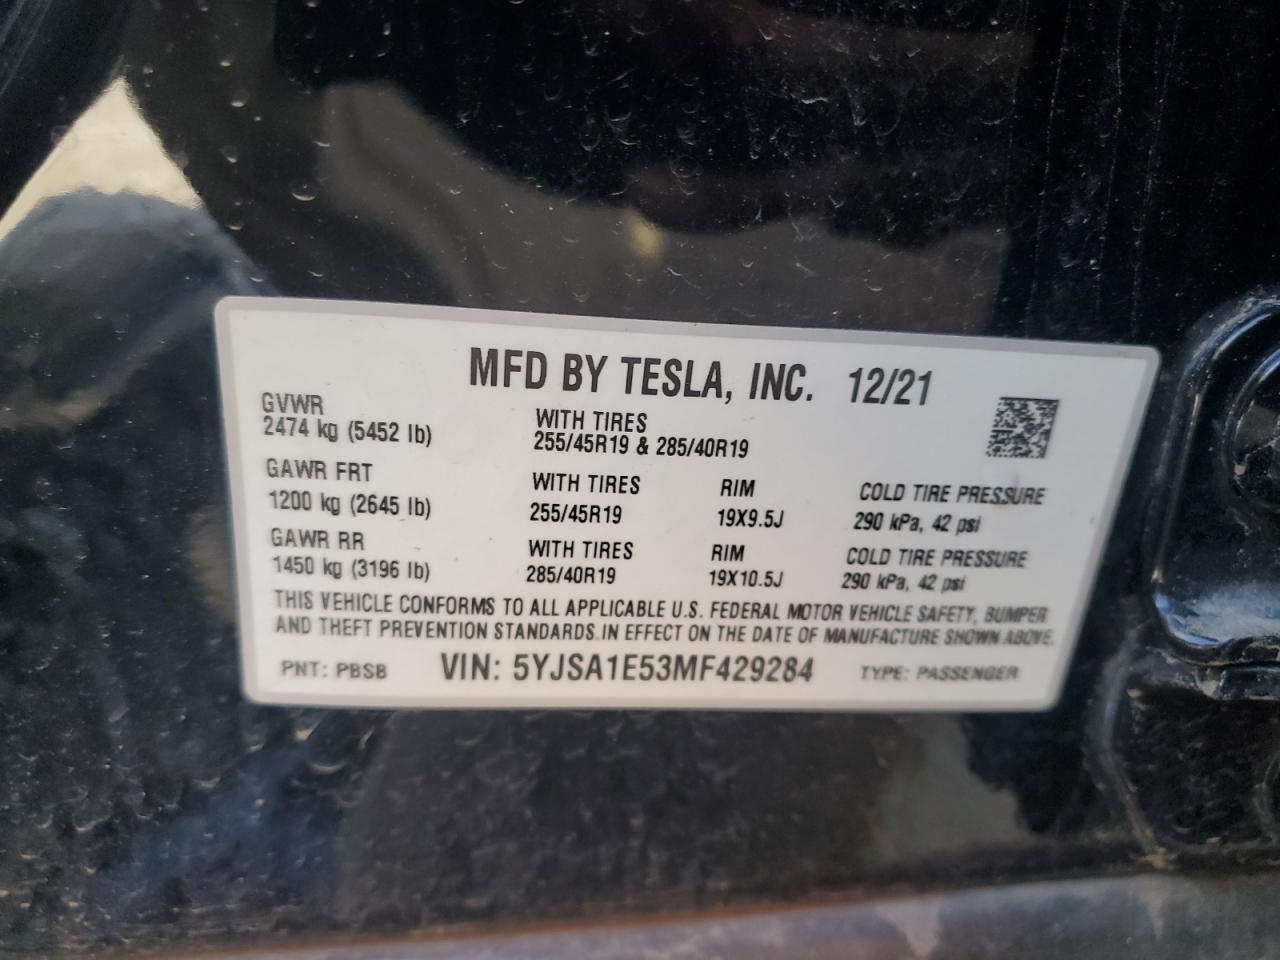 MFD BY TESLA, INC. 12/21
GVWR
2474 kg (5452 lb)
WITH TIRES
255/45R19 & 285/40R19
GAWR FRT
1200 kg (2645 lb)
WITH TIRES
255/45R19
RIM
19X9.5J
COLD TIRE PRESSURE
290 kPa, 42 psi
GAWR RR
1450 kg (3196 lb)
WITH TIRES
285/40R19
RIM
19X10.5J
COLD TIRE PRESSURE
290 kPa, 42 psi
THIS VEHICLE CONFORMS TO ALL APPLICABLE U.S. FEDERAL MOTOR VEHICLE SAFETY, BUMPER
AND THEFT PREVENTION STANDARDS IN EFFECT ON THE DATE OF MANUFACTURE SHOWN ABOVE.
PNT: PBSB VIN: 5YJSA1E53MF429284 TYPE: PASSENGER